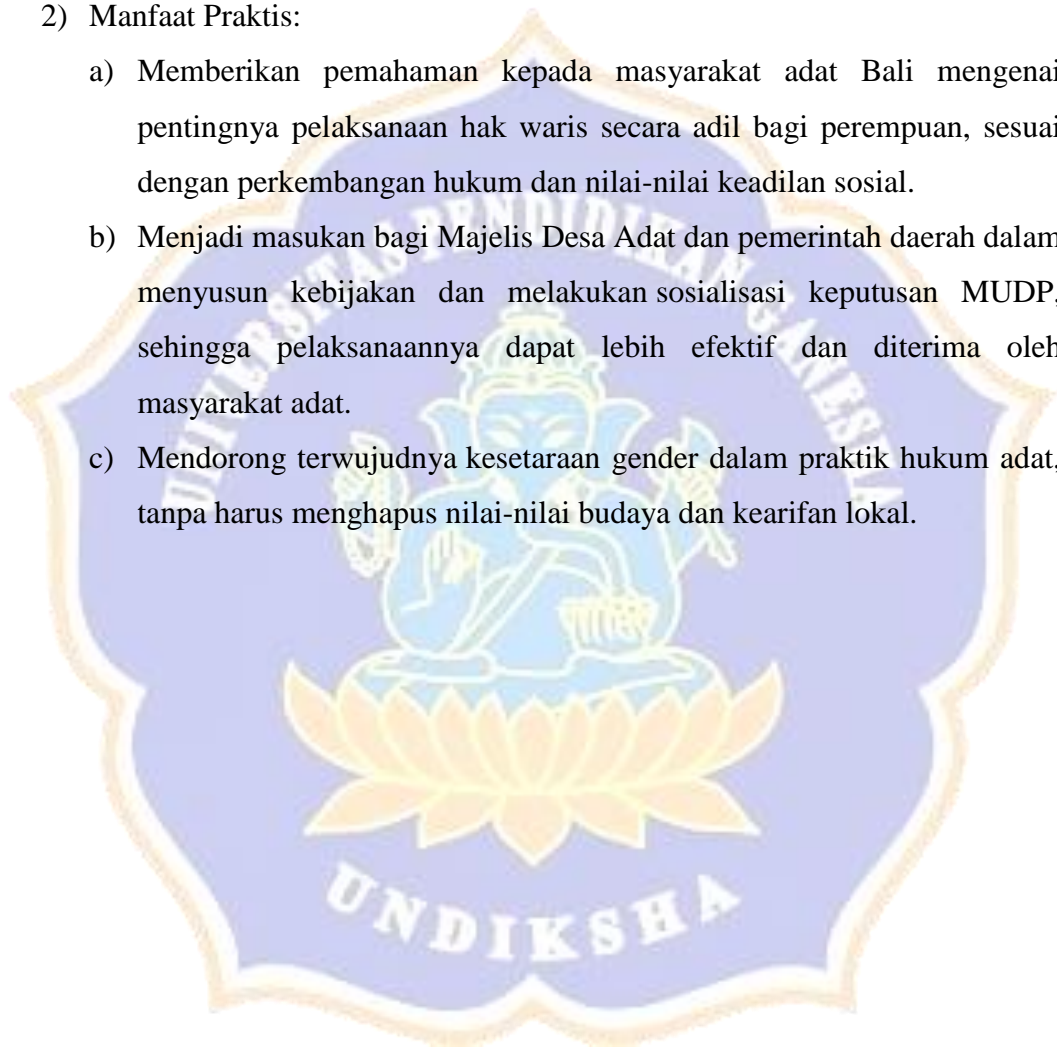 2) Manfaat Praktis:
a) Memberikan pemahaman kepada masyarakat adat Bali mengenai
pentingnya pelaksanaan hak waris secara adil bagi perempuan, sesuai
dengan perkembangan hukum dan nilai-nilai keadilan sosial.
b) Menjadi masukan bagi Majelis Desa Adat dan pemerintah daerah dalam
menyusun kebijakan dan melakukan sosialisasi keputusan MUDP,
sehingga pelaksanaannya dapat lebih efektif dan diterima oleh
masyarakat adat.
c) Mendorong terwujudnya kesetaraan gender dalam praktik hukum adat,
tanpa harus menghapus nilai-nilai budaya dan kearifan lokal.
UNIVERSITAS PENDIDIKAN GANESHA
UNDIKSHA